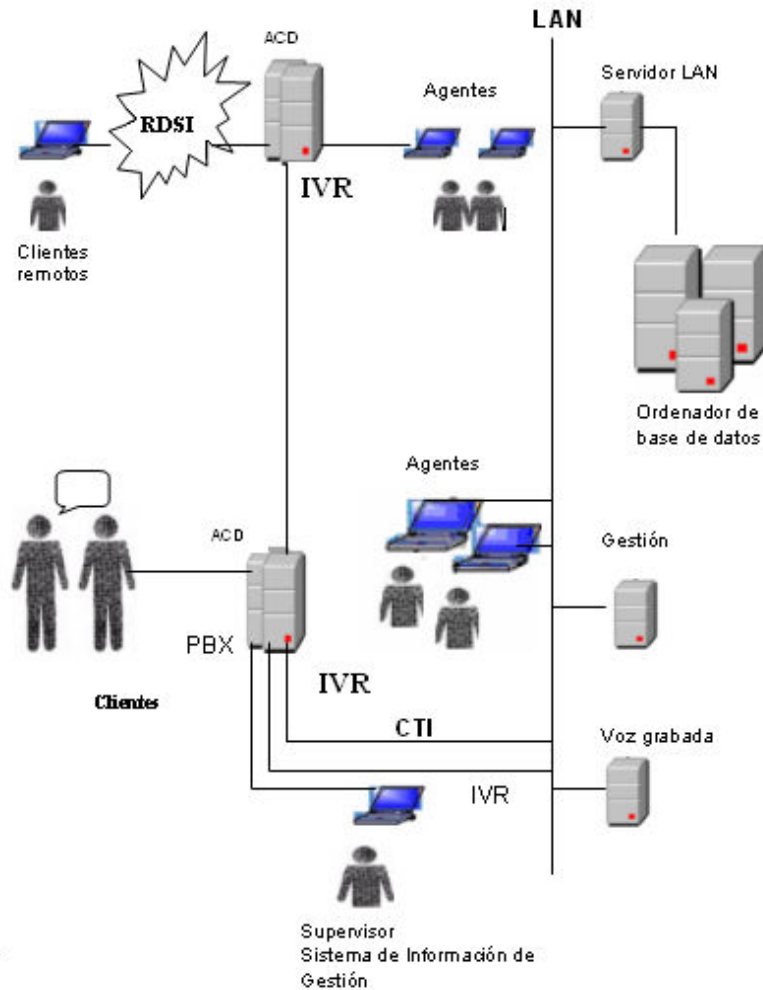 LAN
ACD
Servidor LAN
Agentes
RDSI
IVR
Clientes
remotos
Ordenador de
base de datos
Agentes
ACD
Gestión
PBX
IVR
Clientes
CTI
Voz grabada
IVR
Supervisor
Sistema de Información de
Gestión